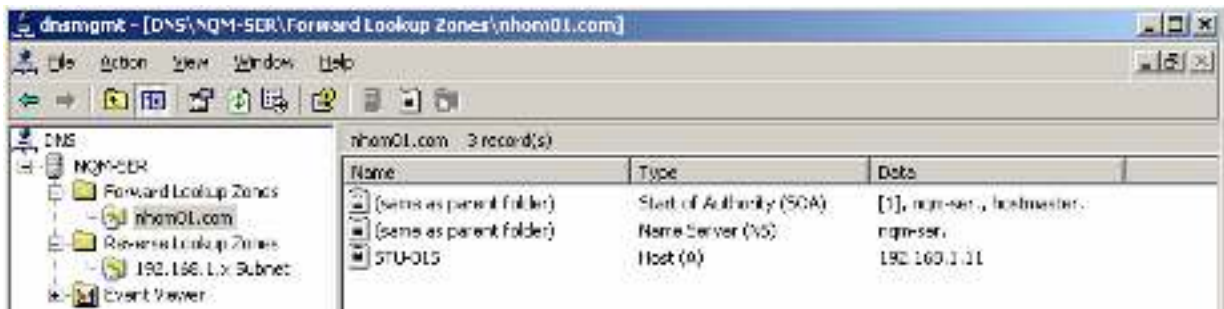 dnsmgmt - [DNS\NQM-SER\Forward Lookup Zones\nhom01.com]
File Action View Window Help
DNS
NQM-SER
Forward Lookup Zones
nhom01.com
Reverse Lookup Zones
192.168.1.x Subnet
Event Viewer
nhom01.com 3 record(s)
Name Type Data
(same as parent folder) Start of Authority (SOA) [1], nqm-ser., hostmaster.
(same as parent folder) Name Server (NS) nqm-ser.
STU-015 Host (A) 192.168.1.11